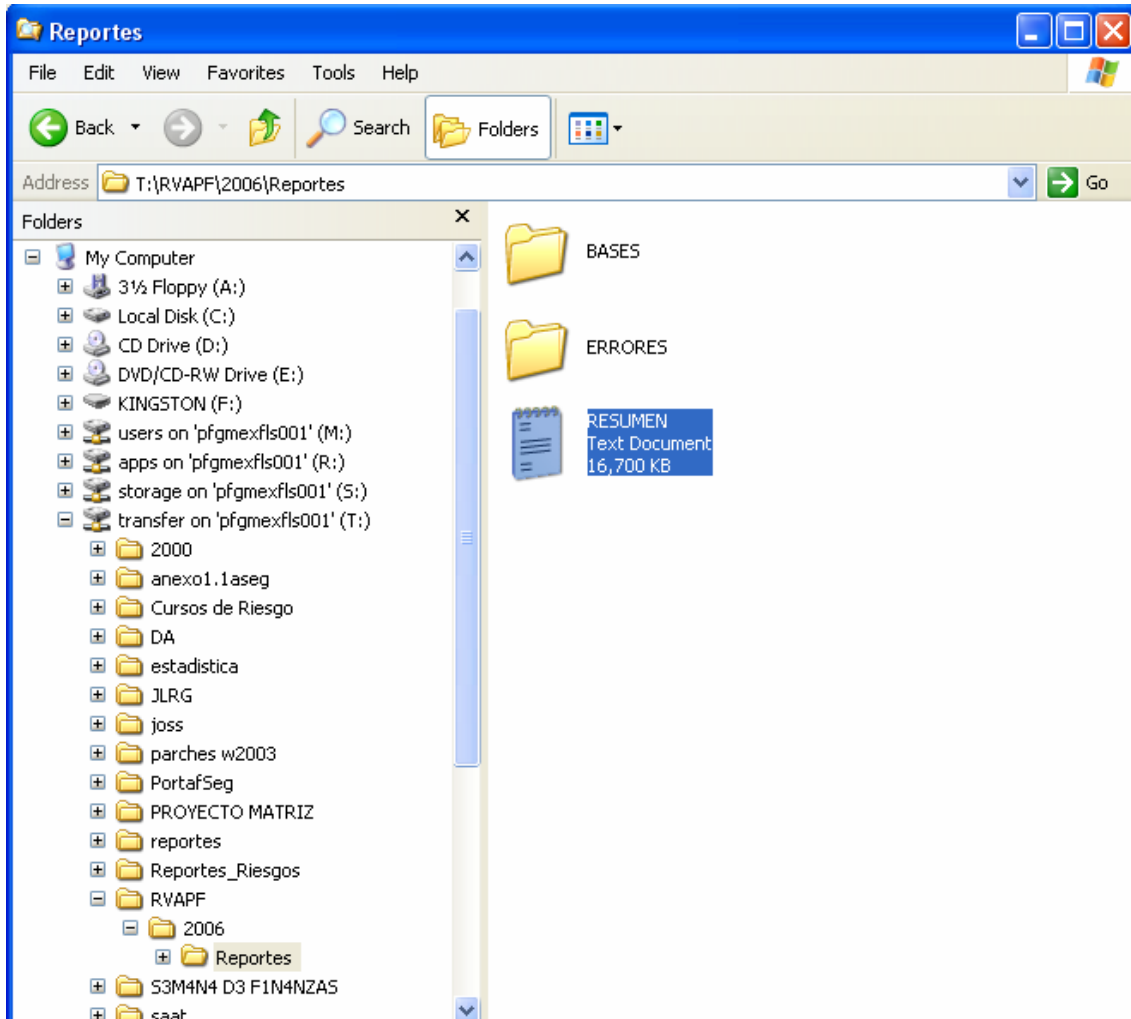 Reportes
File Edit View Favorites Tools Help
Back Search Folders
Address T:\RVAPF\2006\Reportes Go
Folders
My Computer
3½ Floppy (A:)
Local Disk (C:)
CD Drive (D:)
DVD/CD-RW Drive (E:)
KINGSTON (F:)
users on 'pfgmexfls001' (M:)
apps on 'pfgmexfls001' (R:)
storage on 'pfgmexfls001' (S:)
transfer on 'pfgmexfls001' (T:)
2000
anexo1.1aseg
Cursos de Riesgo
DA
estadistica
JLRG
joss
parches w2003
PortafSeg
PROYECTO MATRIZ
reportes
Reportes_Riesgos
RVAPF
2006
Reportes
S3M4N4 D3 F1N4NZAS
saat
BASES
ERRORES
RESUMEN
Text Document
16,700 KB